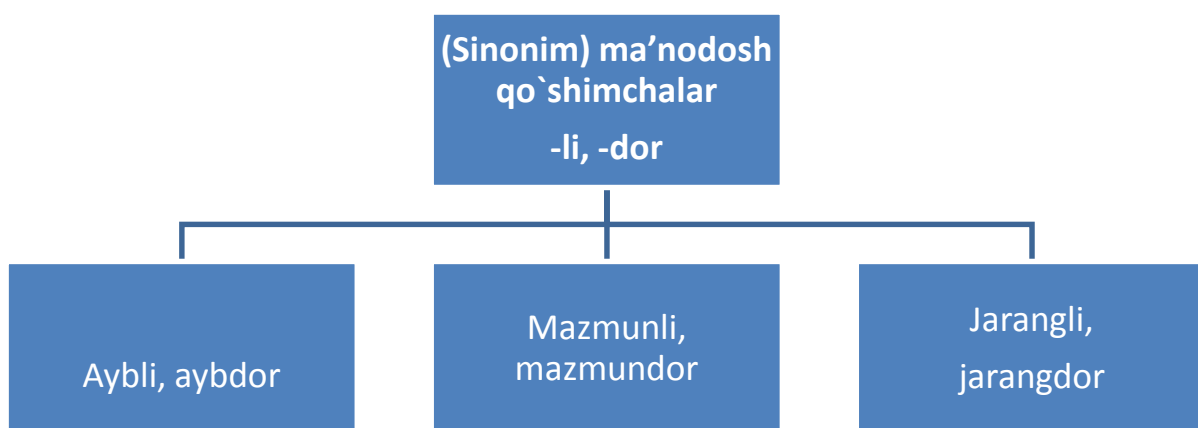 (Sinonim) ma’nodosh
qo`shimchalar
-li, -dor
Aybli, aybdor
Mazmunli,
mazmundor
Jarangli,
jarangdor